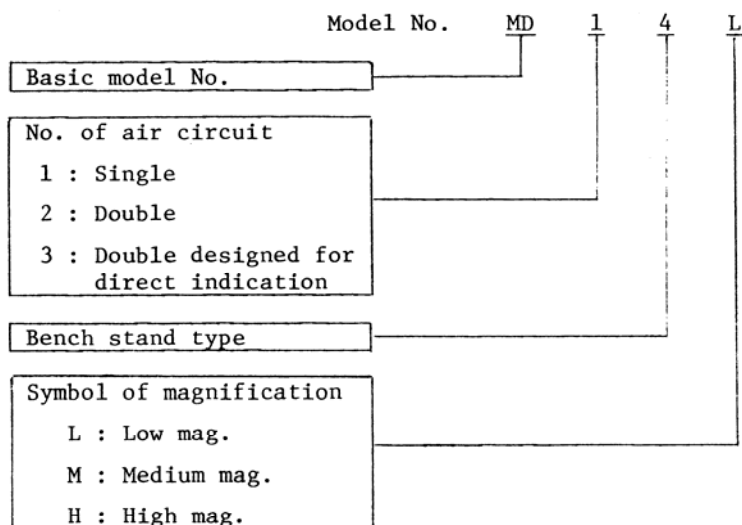 Model No. MD 1 4 L
Basic model No.
No. of air circuit
1 : Single
2 : Double
3 : Double designed for
direct indication
Bench stand type
Symbol of magnification
L : Low mag.
M : Medium mag.
H : High mag.